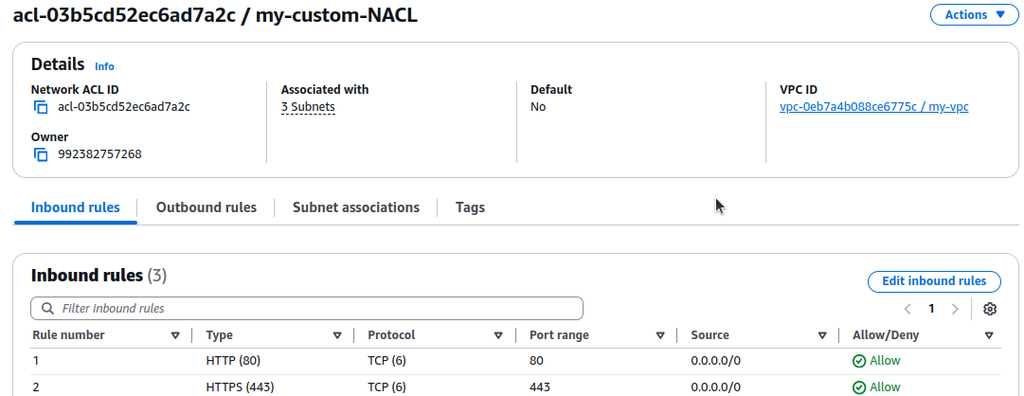 acl-03b5cd52ec6ad7a2c / my-custom-NACL
Actions
Details Info
Network ACL ID Associated with Default VPC ID
acl-03b5cd52ec6ad7a2c 3 Subnets No vpc-0eb7a4b088ce6775c / my-vpc
Owner
992382757268
Inbound rules Outbound rules Subnet associations Tags
Inbound rules (3)
Edit inbound rules
Filter inbound rules
1
Rule number Type Protocol Port range Source Allow/Deny
1 HTTP (80) TCP (6) 80 0.0.0.0/0 Allow
2 HTTPS (443) TCP (6) 443 0.0.0.0/0 Allow